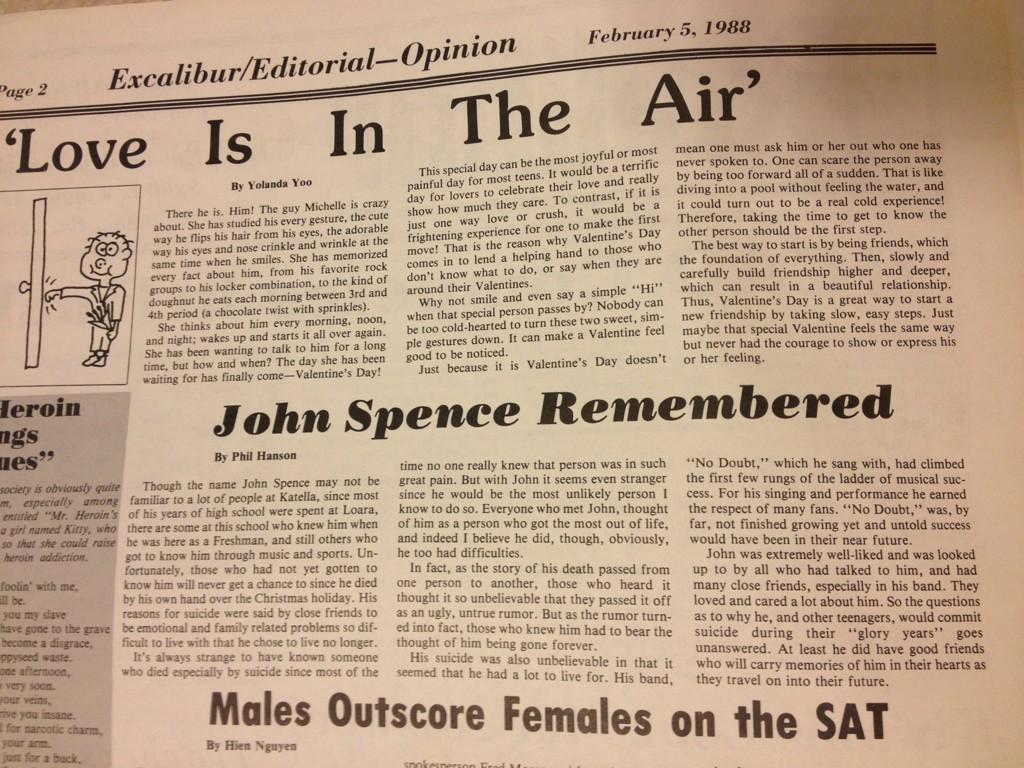 Page 2
Excalibur/Editorial—Opinion
February 5, 1988
'Love Is In The Air'
By Yolanda Yoo
There he is. Him! The guy Michelle is crazy
about. She has studied his every gesture, the cute
way he flips his hair from his eyes, the adorable
way his eyes and nose crinkle and wrinkle at the
same time when he smiles. She has memorized
every fact about him, from his favorite rock
groups to his locker combination, to the kind of
doughnut he eats each morning between 3rd and
4th period (a chocolate twist with sprinkles).
She thinks about him every morning, noon,
and night; wakes up and starts it all over again.
She has been wanting to talk to him for a long
time, but how and when? The day she has been
waiting for has finally come—Valentine's Day!
This special day can be the most joyful or most
painful day for most teens. It would be a terrific
day for lovers to celebrate their love and really
show how much they care. To contrast, if it is
just one way love or crush, it would be a
frightening experience for one to make the first
move! That is the reason why Valentine's Day
comes in to lend a helping hand to those who
don't know what to do, or say when they are
around their Valentines.
Why not smile and even say a simple "Hi"
when that special person passes by? Nobody can
be too cold-hearted to turn these two sweet, sim-
ple gestures down. It can make a Valentine feel
good to be noticed.
Just because it is Valentine's Day doesn't
mean one must ask him or her out who one has
never spoken to. One can scare the person away
by being too forward all of a sudden. That is like
diving into a pool without feeling the water, and
it could turn out to be a real cold experience!
Therefore, taking the time to get to know the
other person should be the first step.
The best way to start is by being friends, which
the foundation of everything. Then, slowly and
carefully build friendship higher and deeper,
which can result in a beautiful relationship.
Thus, Valentine's Day is a great way to start a
new friendship by taking slow, easy steps. Just
maybe that special Valentine feels the same way
but never had the courage to show or express his
or her feeling.
Heroin
ngs
ues"
society is obviously quite
m, especially among
entitled "Mr. Heroin's
a girl named Kitty, who
so that she could raise
heroin addiction.
foolin' with me,
ill be.
you my slave
have gone to the grave
become a disgrace,
ppyseed waste.
one afternoon,
very soon.
your veins,
rive you insane.
for narcotic charm,
your arm.
just for a buck,
John Spence Remembered
By Phil Hanson
Though the name John Spence may not be
familiar to a lot of people at Katella, since most
of his years of high school were spent at Loara,
there are some at this school who knew him when
he was here as a Freshman, and still others who
got to know him through music and sports. Un-
fortunately, those who had not yet gotten to
know him will never get a chance to since he died
by his own hand over the Christmas holiday. His
reasons for suicide were said by close friends to
be emotional and family related problems so dif-
ficult to live with that he chose to live no longer.
It's always strange to have known someone
who died especially by suicide since most of the
time no one really knew that person was in such
great pain. But with John it seems even stranger
since he would be the most unlikely person I
know to do so. Everyone who met John, thought
of him as a person who got the most out of life,
and indeed I believe he did, though, obviously,
he too had difficulties.
In fact, as the story of his death passed from
one person to another, those who heard it
thought it so unbelievable that they passed it off
as an ugly, untrue rumor. But as the rumor turn-
ed into fact, those who knew him had to bear the
thought of him being gone forever.
His suicide was also unbelievable in that it
seemed that he had a lot to live for. His band,
"No Doubt," which he sang with, had climbed
the first few rungs of the ladder of musical suc-
cess. For his singing and performance he earned
the respect of many fans. "No Doubt," was, by
far, not finished growing yet and untold success
would have been in their near future.
John was extremely well-liked and was looked
up to by all who had talked to him, and had
many close friends, especially in his band. They
loved and cared a lot about him. So the questions
as to why he, and other teenagers, would commit
suicide during their "glory years" goes
unanswered. At least he did have good friends
who will carry memories of him in their hearts as
they travel on into their future.
Males Outscore Females on the SAT
By Hien Nguyen
spokesperson Fred